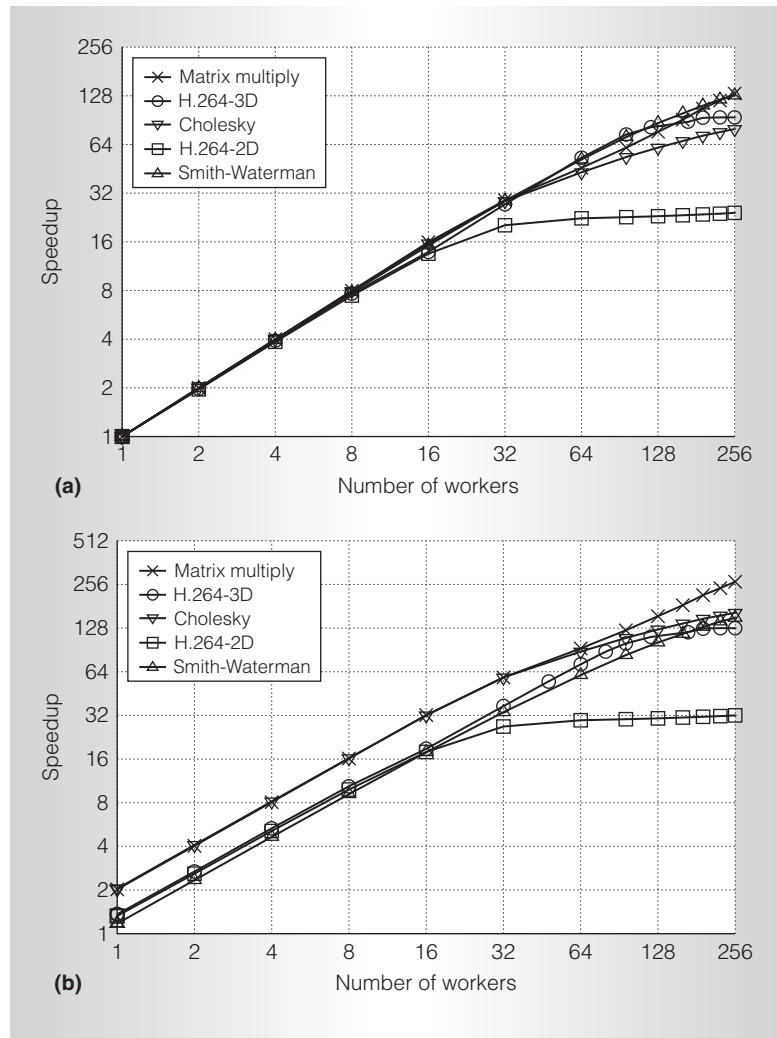 256
128
64
32
16
8
4
2
1
Speedup
Matrix multiply
H.264-3D
Cholesky
H.264-2D
Smith-Waterman
1 2 4 8 16 32 64 128 256
Number of workers
(a)
512
256
128
64
32
16
8
4
2
1
Speedup
Matrix multiply
H.264-3D
Cholesky
H.264-2D
Smith-Waterman
1 2 4 8 16 32 64 128 256
Number of workers
(b)